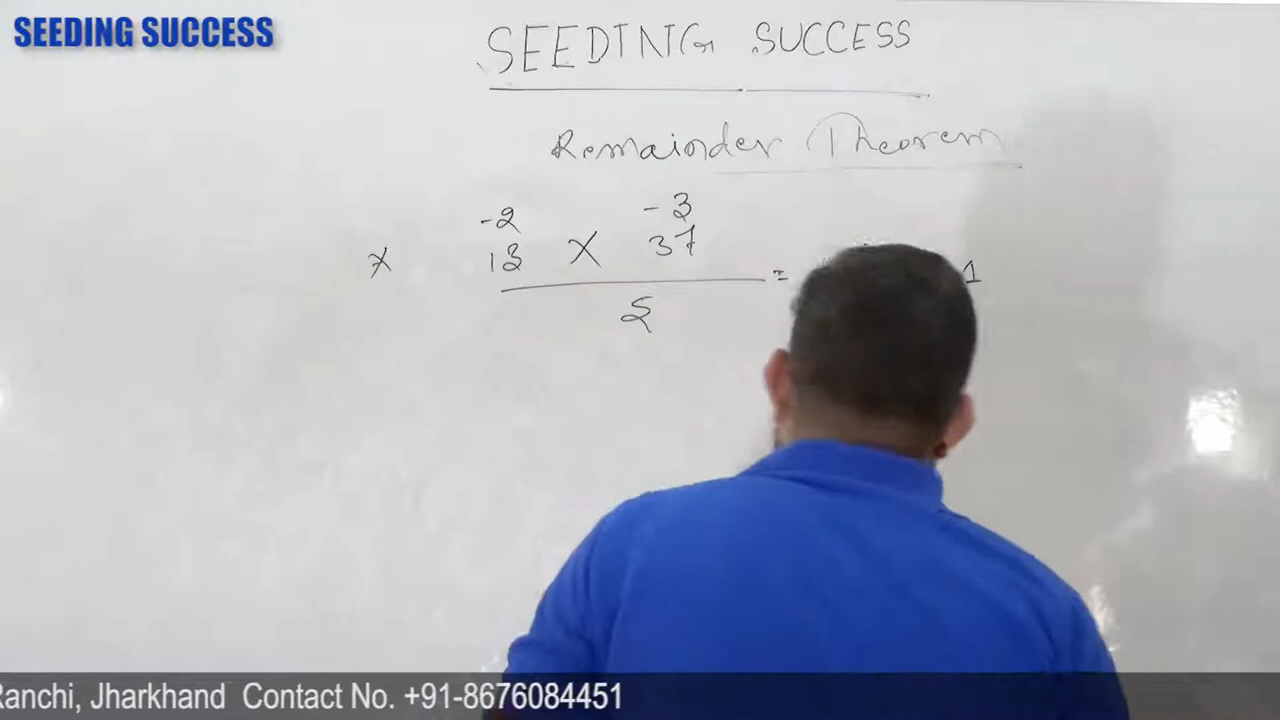 SEEDING SUCCESS
SEEDING SUCCESS
Remainder Theorem
-2 -3
x 13 X 37 = 1
5
Ranchi, Jharkhand Contact No. +91-8676084451